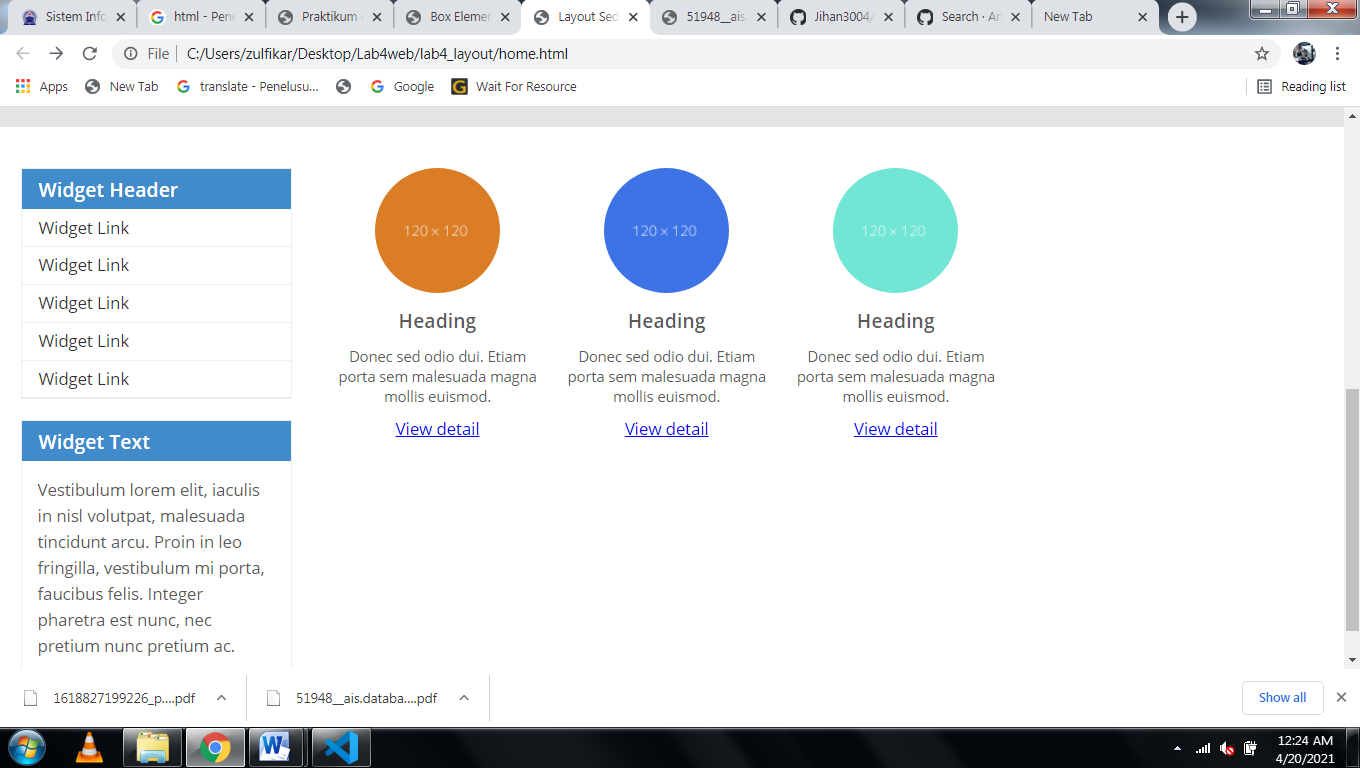 Sistem Info
html - Pene
Praktikum
Box Elemen
Layout Sed
51948__ais.
Jihan3004/
Search · Ar
New Tab
File
C:/Users/zulfikar/Desktop/Lab4web/lab4_layout/home.html
Apps
New Tab
translate - Penelusu...
Google
Wait For Resource
Reading list
Widget Header
Widget Link
Widget Link
Widget Link
Widget Link
Widget Link
Widget Text
Vestibulum lorem elit, iaculis
in nisl volutpat, malesuada
tincidunt arcu. Proin in leo
fringilla, vestibulum mi porta,
faucibus felis. Integer
pharetra est nunc, nec
pretium nunc pretium ac.
120 × 120
Heading
Donec sed odio dui. Etiam
porta sem malesuada magna
mollis euismod.
View detail
120 × 120
Heading
Donec sed odio dui. Etiam
porta sem malesuada magna
mollis euismod.
View detail
120 × 120
Heading
Donec sed odio dui. Etiam
porta sem malesuada magna
mollis euismod.
View detail
1618827199226_p....pdf
51948__ais.databa....pdf
Show all
12:24 AM
4/20/2021